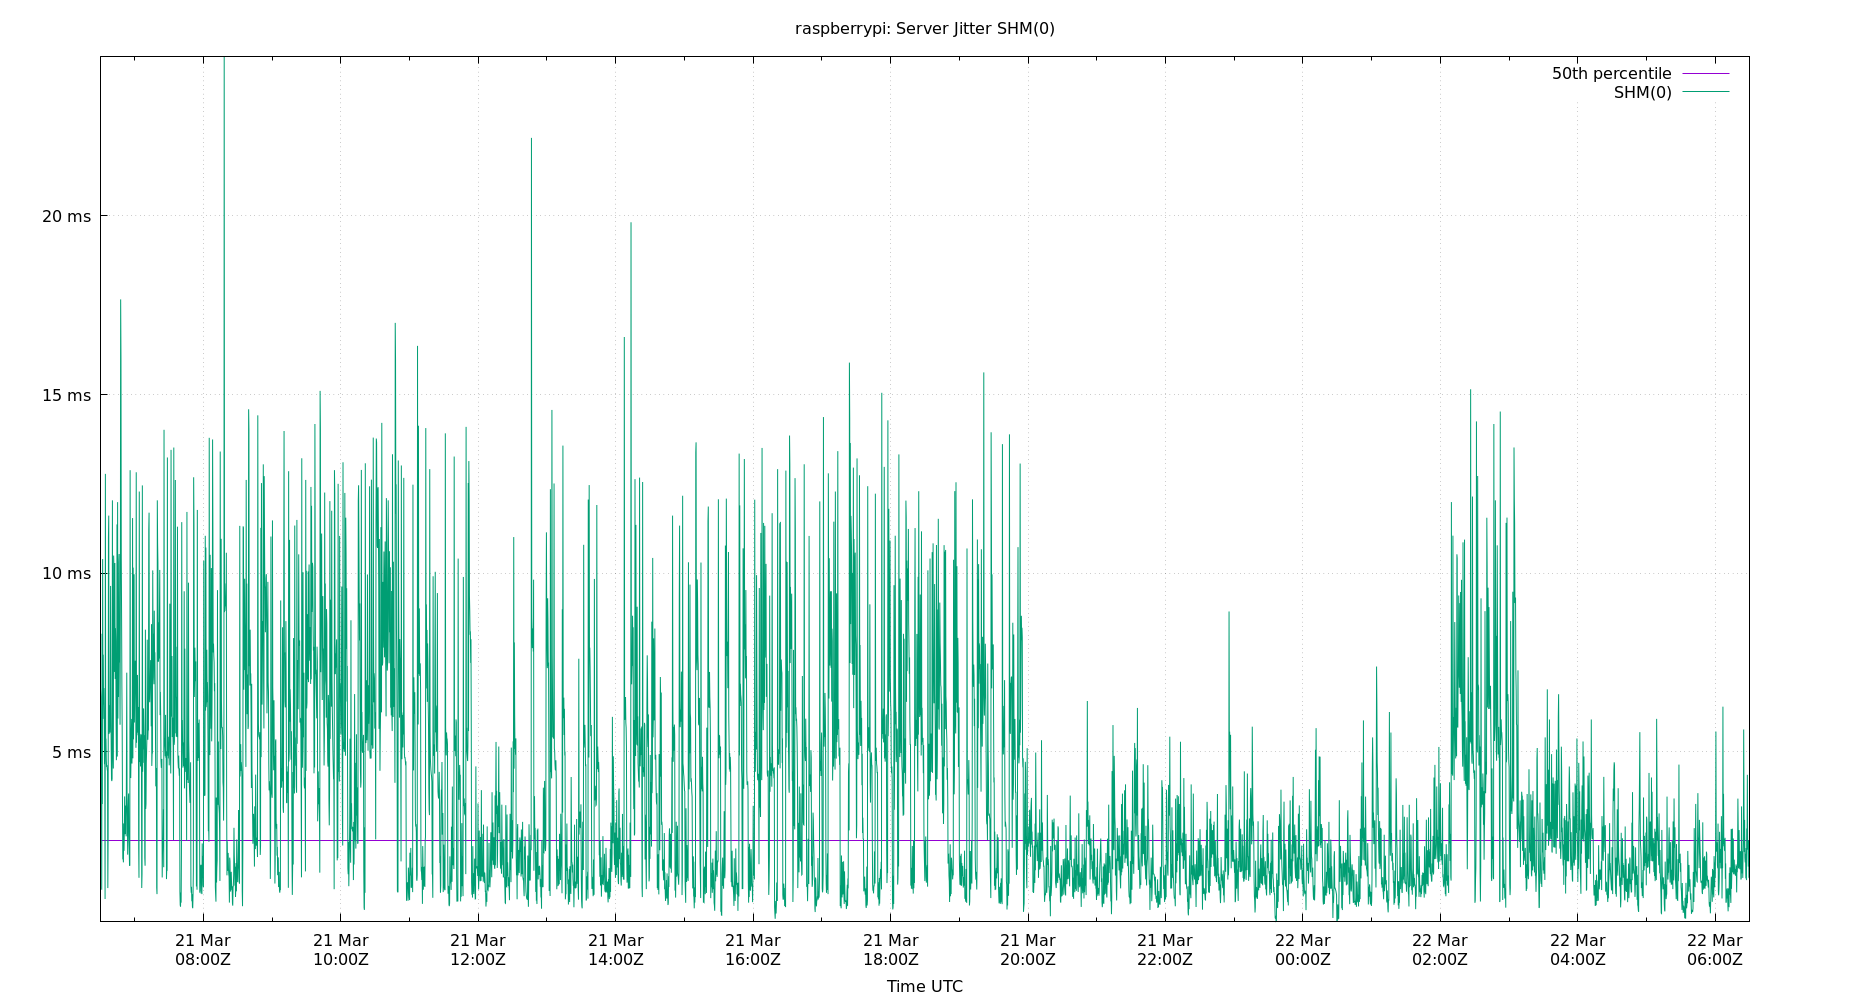 raspberrypi: Server Jitter SHM(0)
50th percentile
SHM(0)
20 ms
15 ms
10 ms
5 ms
21 Mar 21 Mar 21 Mar 21 Mar 21 Mar 21 Mar 21 Mar 21 Mar 22 Mar 22 Mar 22 Mar 22 Mar
08:00Z 10:00Z 12:00Z 14:00Z 16:00Z 18:00Z 20:00Z 22:00Z 00:00Z 02:00Z 04:00Z 06:00Z
Time UTC